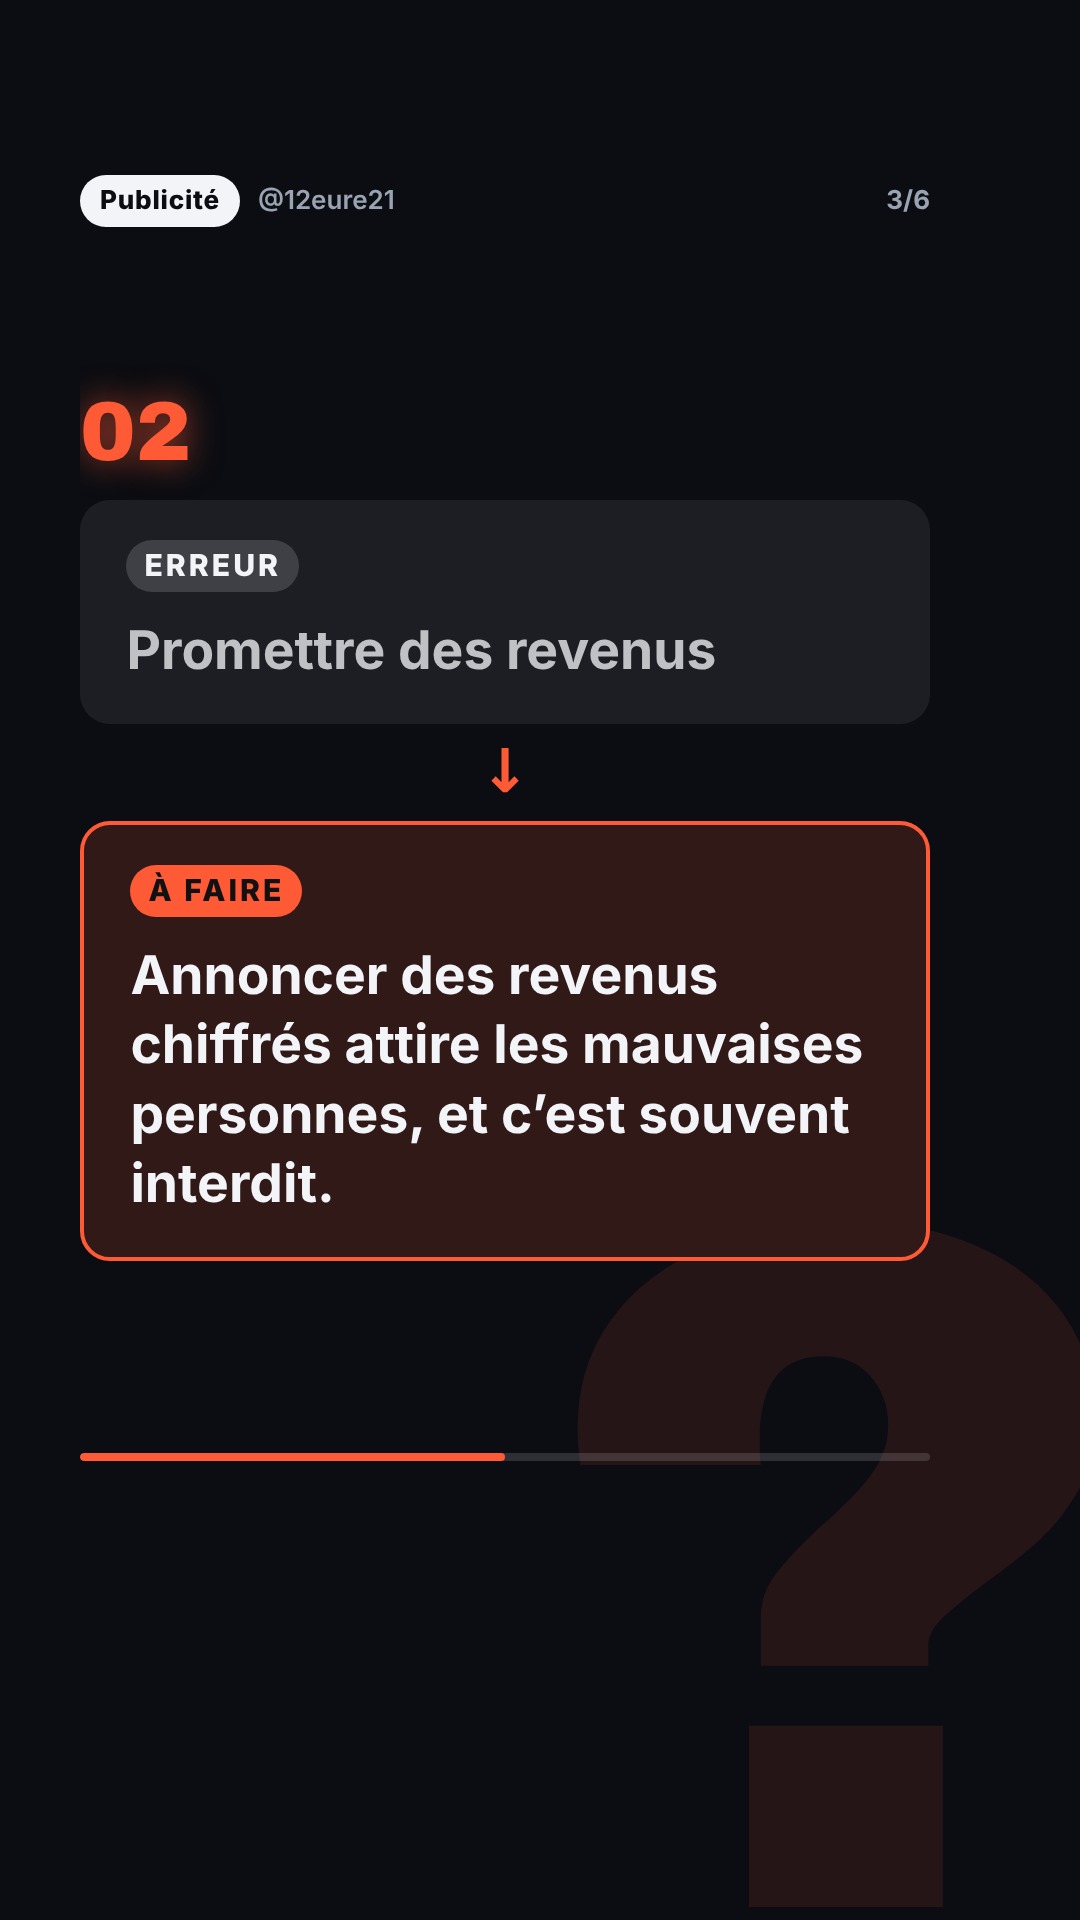 Publicité @12eure21 3/6
02
ERREUR
Promettre des revenus
↓
À FAIRE
Annoncer des revenus
chiffrés attire les mauvaises
personnes, et c’est souvent
interdit.
?